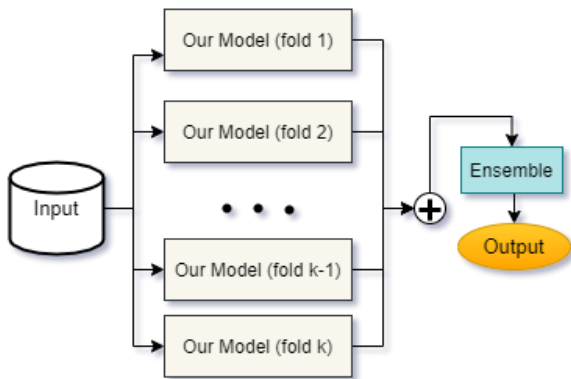 Our Model (fold 1)
Our Model (fold 2)
Input
Ensemble
Output
Our Model (fold k-1)
Our Model (fold k)